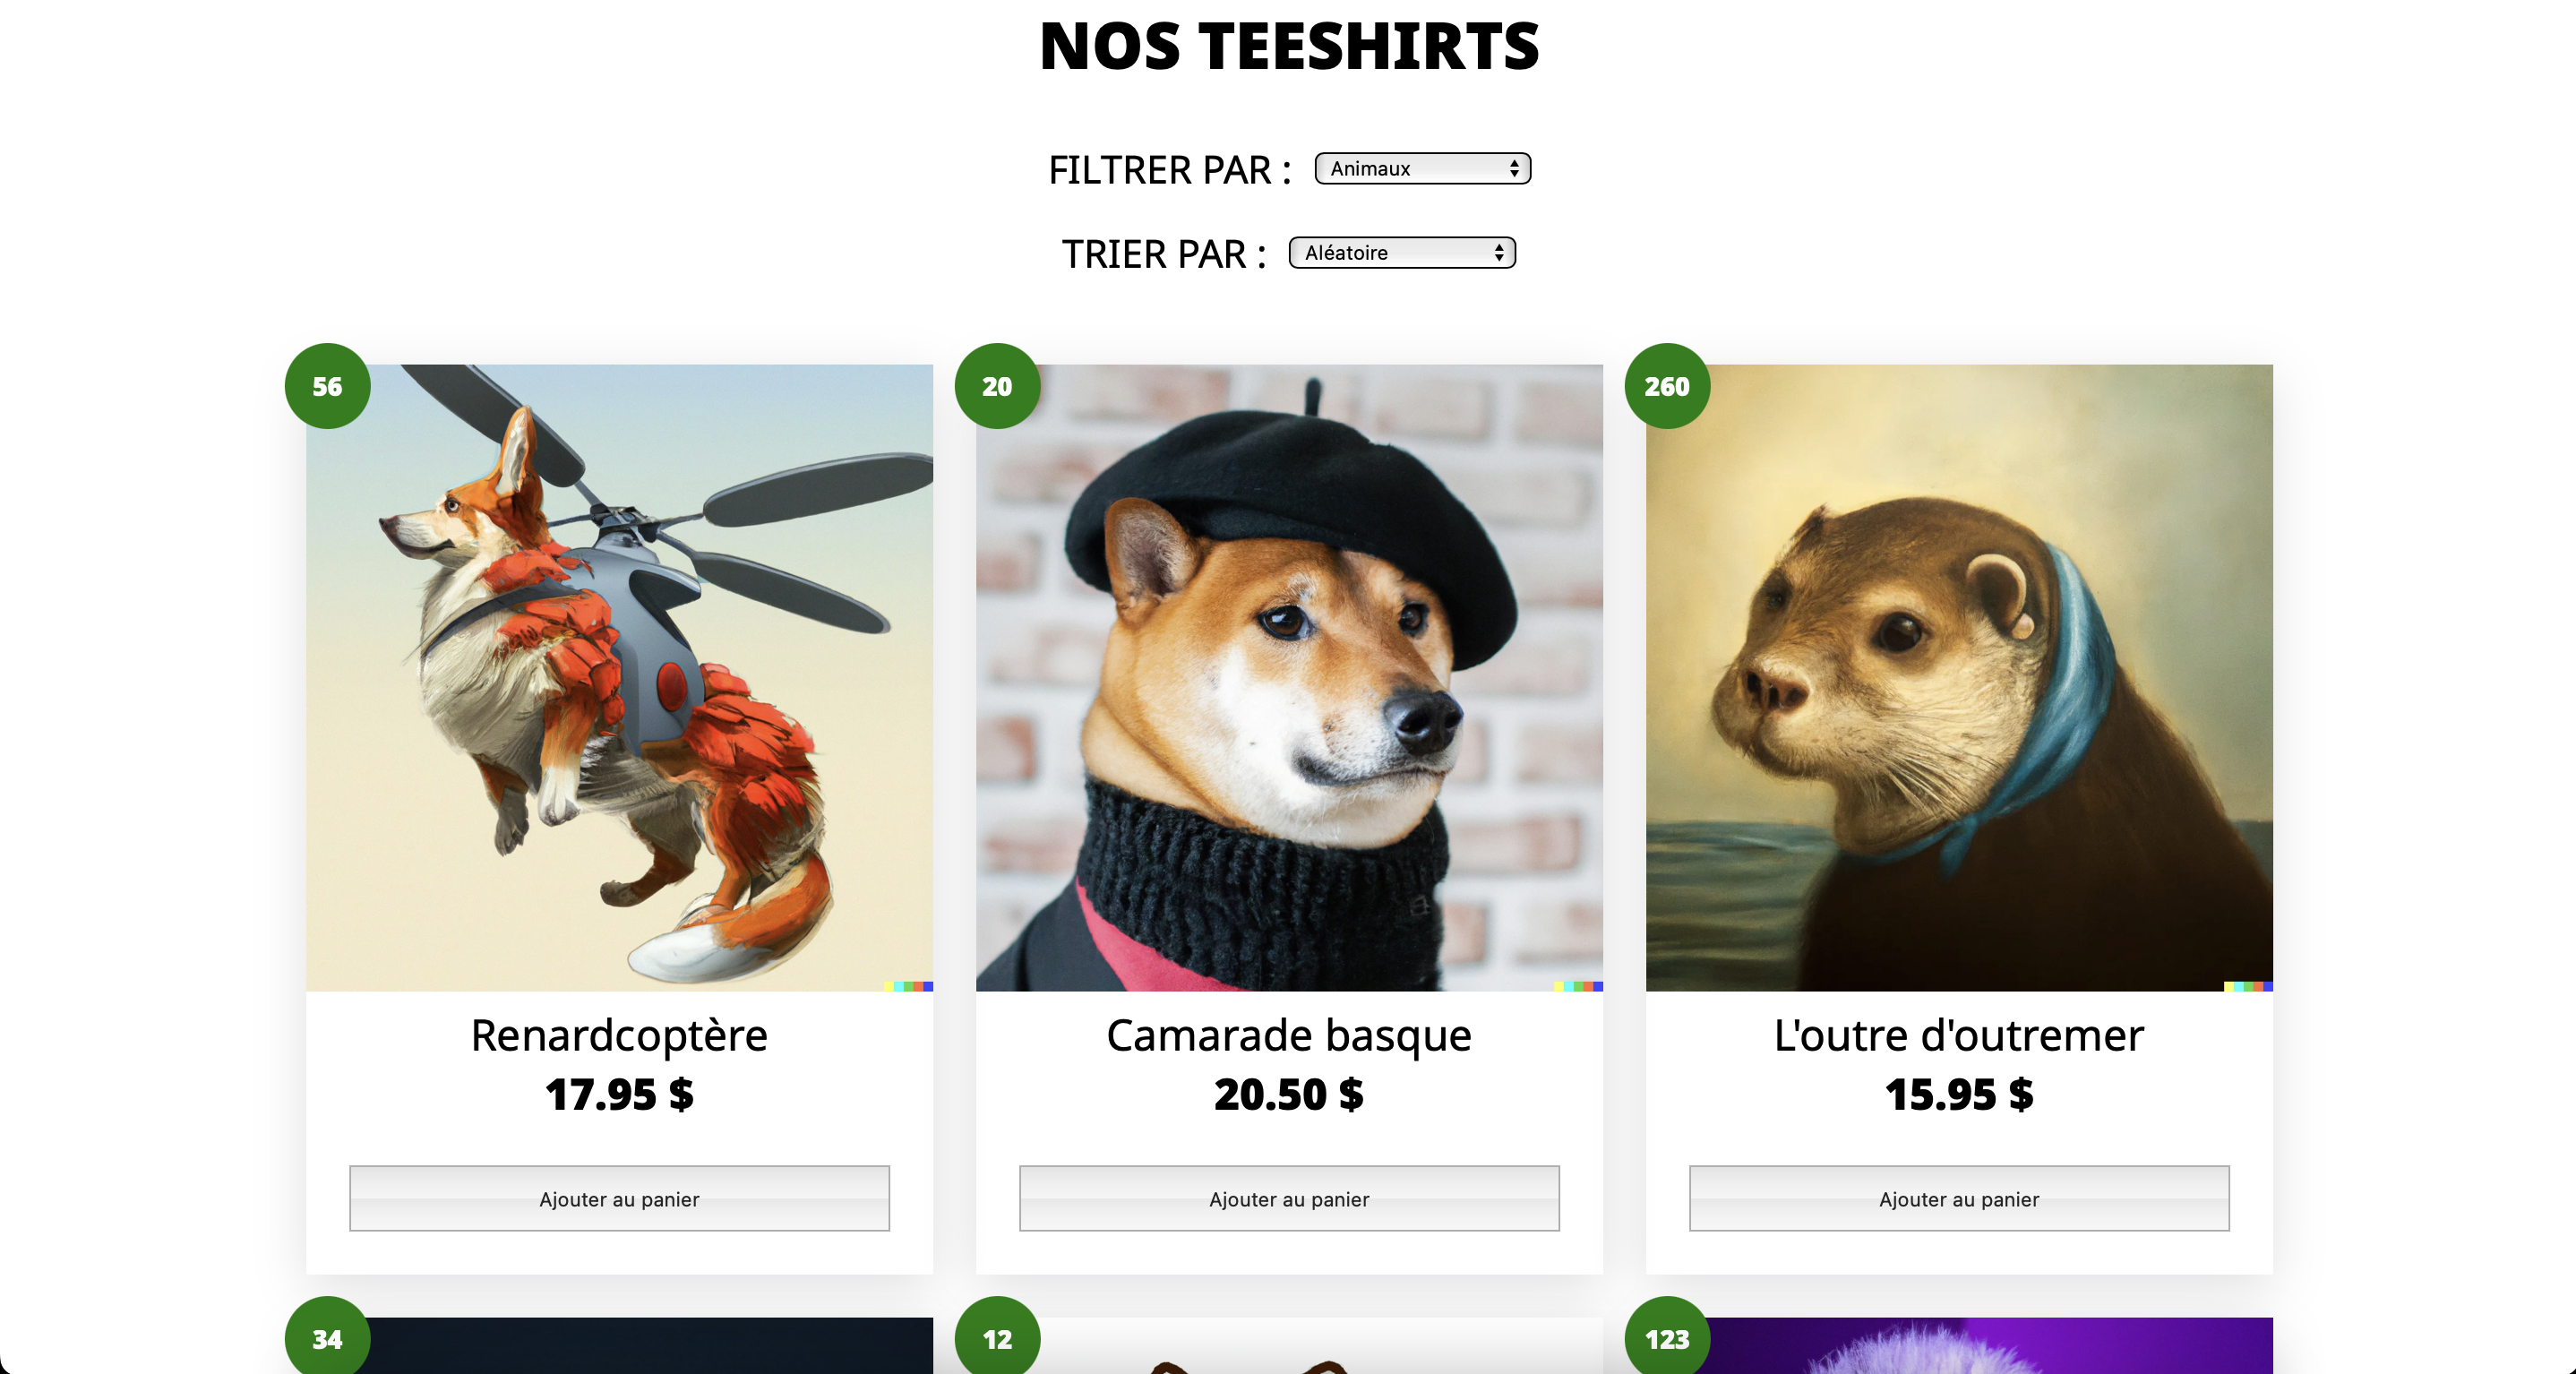 NOS TEESHIRTS
FILTRER PAR : Animaux
TRIER PAR : Aléatoire
56
20
260
Renardcoptère
17.95 $
Ajouter au panier
Camarade basque
20.50 $
Ajouter au panier
L'outre d'outremer
15.95 $
Ajouter au panier
34
12
123